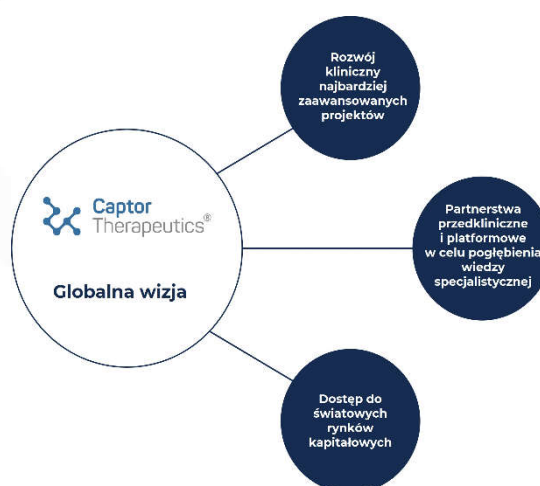 Rozwój
kliniczny
najbardziej
zaawansowanych
projektów
Captor
Therapeutics®
Globalna wizja
Partnerstwa
przedkliniczne
i platformowe
w celu pogłębienia
wiedzy
specjalistycznej
Dostęp do
światowych
rynków
kapitałowych